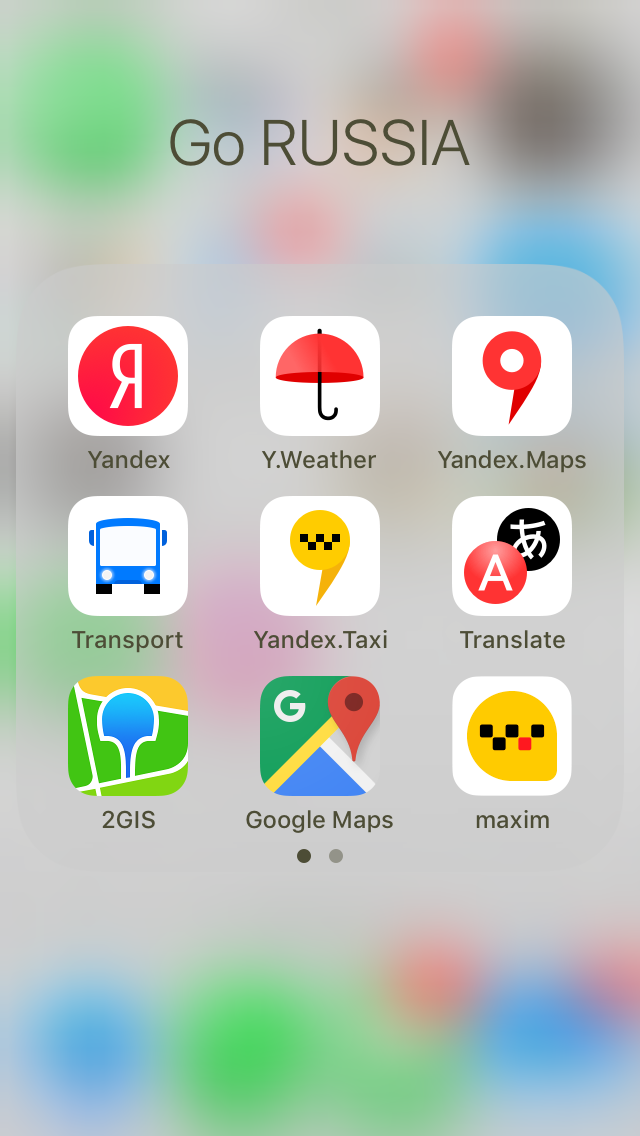 Go RUSSIA
Я
Yandex
Y.Weather
Yandex.Maps
あ
A
Transport
Yandex.Taxi
Translate
G
2GIS
Google Maps
maxim